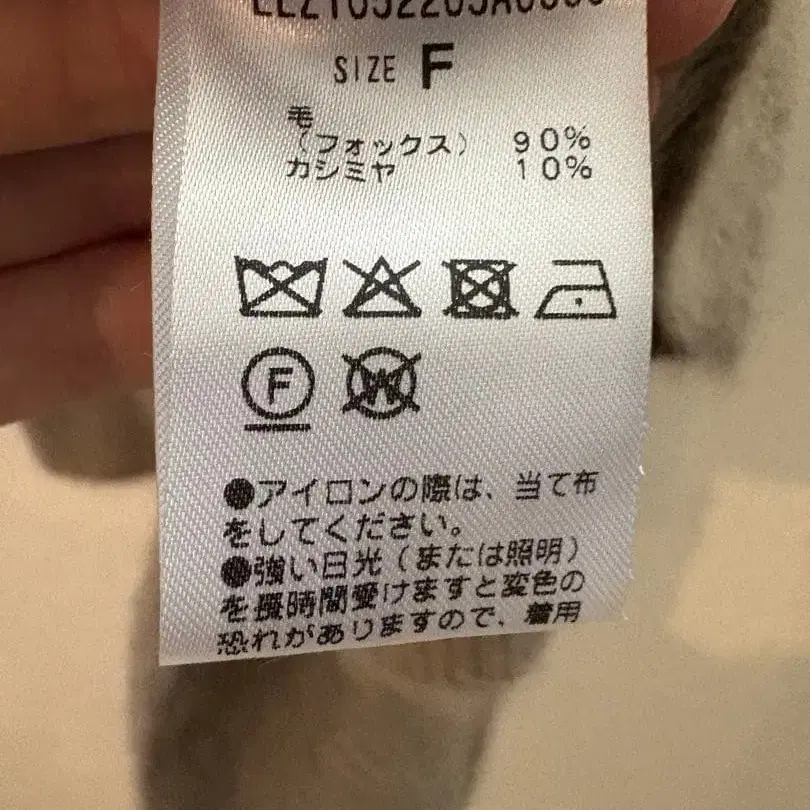 SIZE F
毛
(フォックス) 90%
カシミヤ 10%
F
W
●アイロンの際は、当て布
をしてください。
●強い日光(または照明)
を長時間受けますと変色の
恐れがありますので、着用